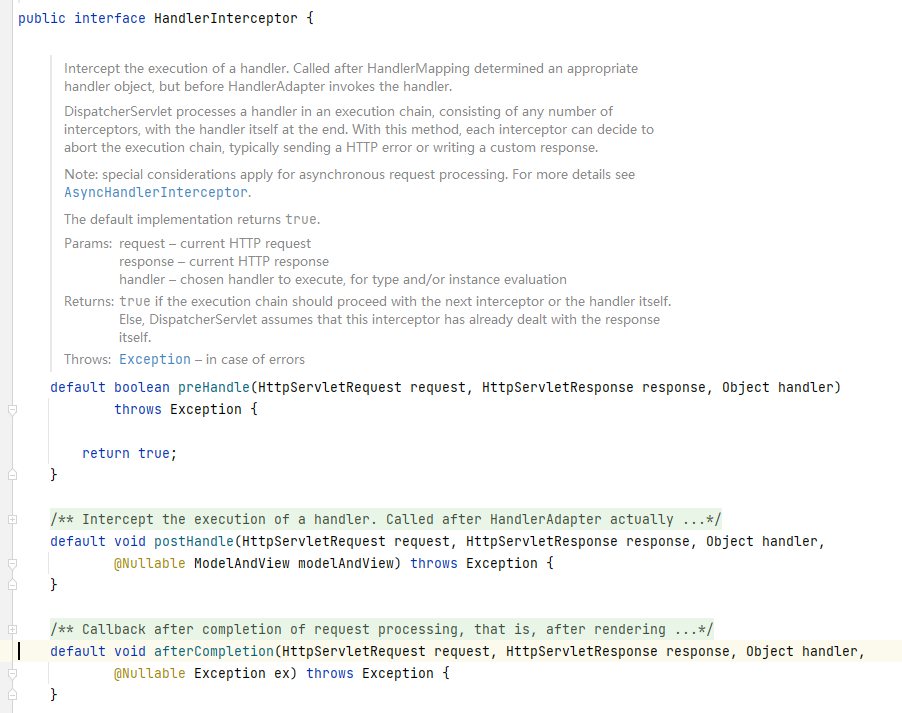 public interface HandlerInterceptor {
Intercept the execution of a handler. Called after HandlerMapping determined an appropriate
handler object, but before HandlerAdapter invokes the handler.
DispatcherServlet processes a handler in an execution chain, consisting of any number of
interceptors, with the handler itself at the end. With this method, each interceptor can decide to
abort the execution chain, typically sending a HTTP error or writing a custom response.
Note: special considerations apply for asynchronous request processing. For more details see
AsyncHandlerInterceptor.
The default implementation returns true.
Params: request – current HTTP request
response – current HTTP response
handler – chosen handler to execute, for type and/or instance evaluation
Returns: true if the execution chain should proceed with the next interceptor or the handler itself.
Else, DispatcherServlet assumes that this interceptor has already dealt with the response
itself.
Throws: Exception – in case of errors
default boolean preHandle(HttpServletRequest request, HttpServletResponse response, Object handler)
throws Exception {
return true;
}
/** Intercept the execution of a handler. Called after HandlerAdapter actually ...*/
default void postHandle(HttpServletRequest request, HttpServletResponse response, Object handler,
@Nullable ModelAndView modelAndView) throws Exception {
}
/** Callback after completion of request processing, that is, after rendering ...*/
default void afterCompletion(HttpServletRequest request, HttpServletResponse response, Object handler,
@Nullable Exception ex) throws Exception {
}